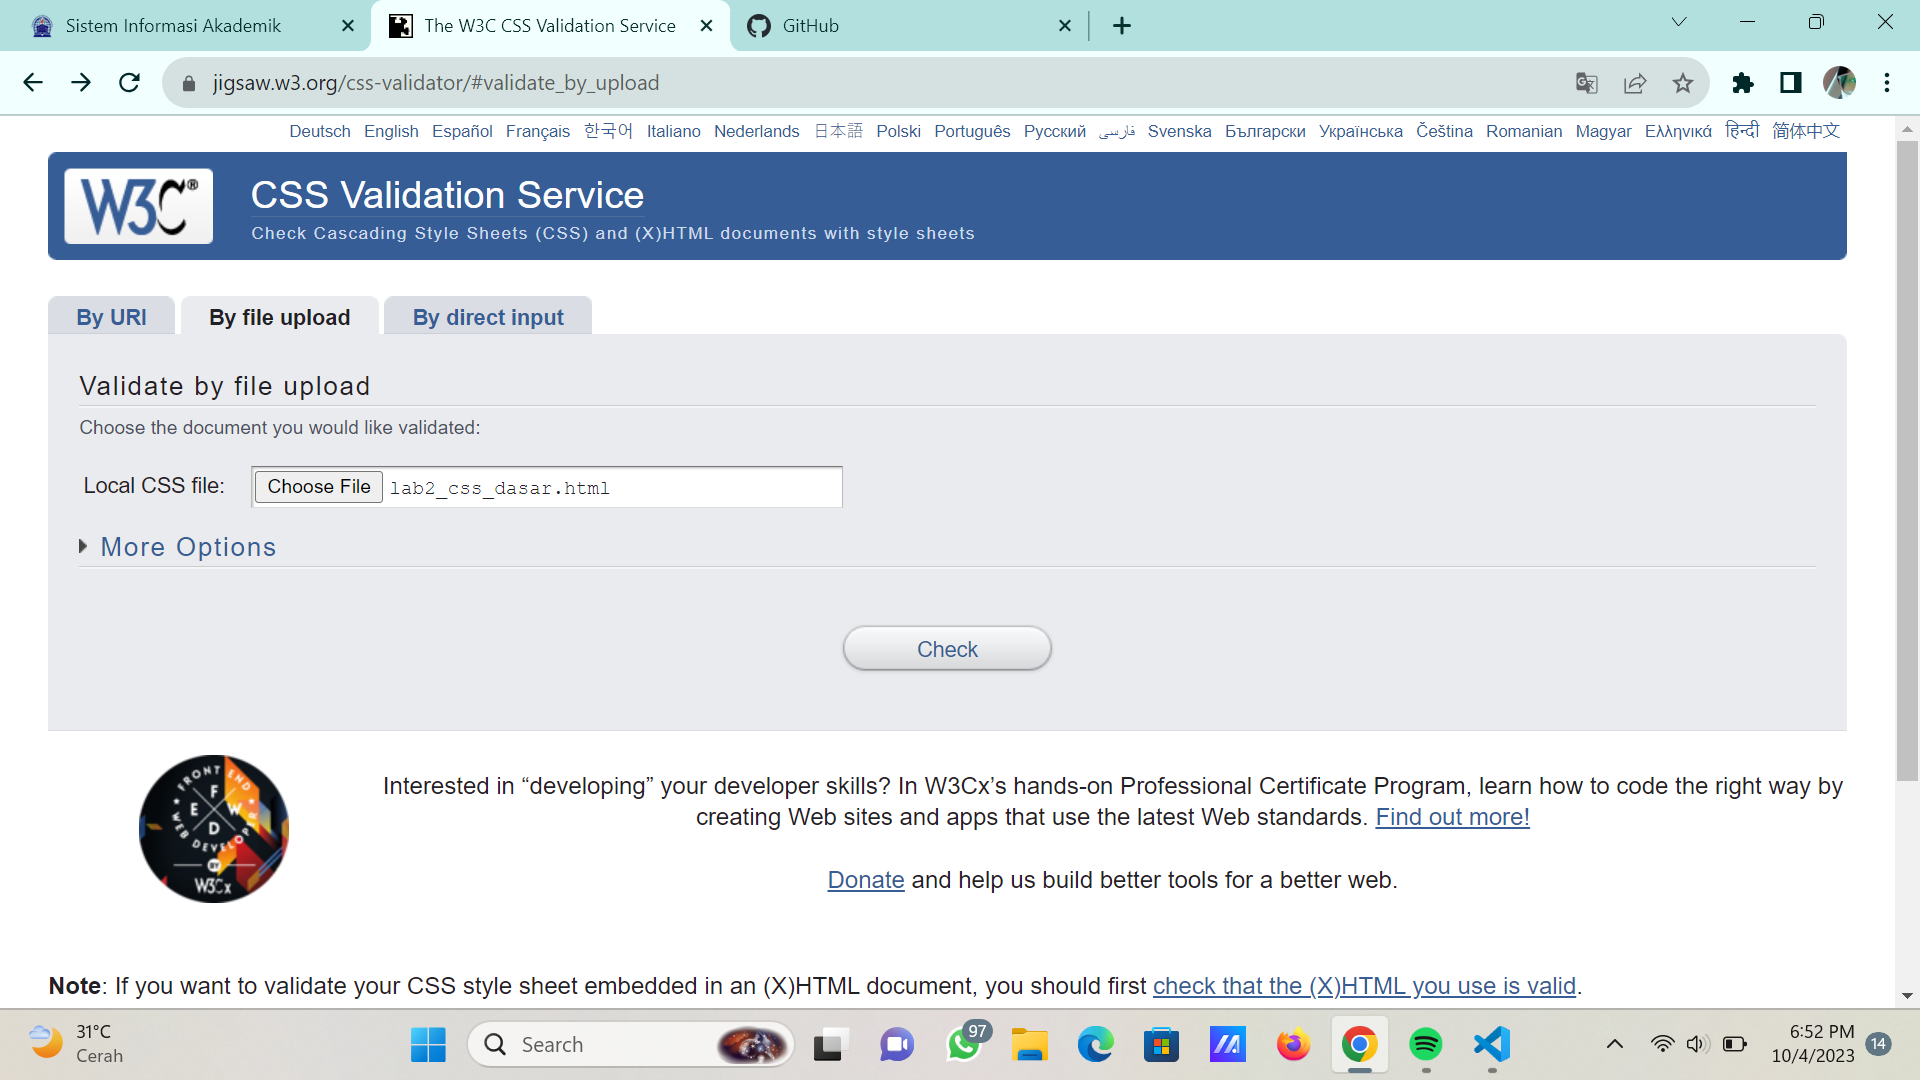 Sistem Informasi Akademik
The W3C CSS Validation Service
GitHub
jigsaw.w3.org/css-validator/#validate_by_upload
Deutsch English Español Français 한국어 Italiano Nederlands 日本語 Polski Português Русский فارسی Svenska Български Українська Čeština Romanian Magyar Ελληνικά हिन्दी 简体中文
W3C®
CSS Validation Service
Check Cascading Style Sheets (CSS) and (X)HTML documents with style sheets
By URI
By file upload
By direct input
Validate by file upload
Choose the document you would like validated:
Local CSS file:
Choose File lab2_css_dasar.html
More Options
Check
FRONT END
F
E W
D
WEB DEVELOPER
BY
W3Cx
Interested in “developing” your developer skills? In W3Cx’s hands-on Professional Certificate Program, learn how to code the right way by
creating Web sites and apps that use the latest Web standards. Find out more!
Donate and help us build better tools for a better web.
Note: If you want to validate your CSS style sheet embedded in an (X)HTML document, you should first check that the (X)HTML you use is valid.
31°C
Cerah
Search
97
6:52 PM
10/4/2023
14